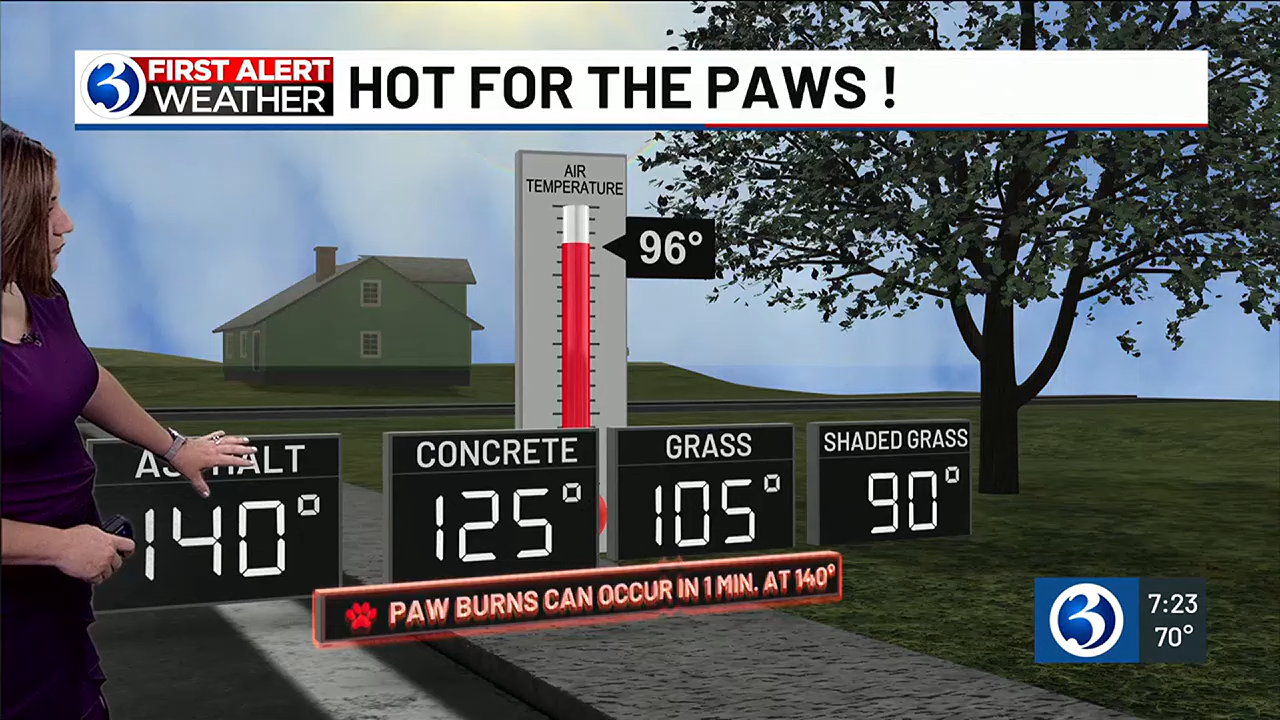 3 FIRST ALERT
WEATHER
HOT FOR THE PAWS !
AIR
TEMPERATURE
96°
ASPHALT
140°
CONCRETE
125°
GRASS
105°
SHADED GRASS
90°
PAW BURNS CAN OCCUR IN 1 MIN. AT 140°
3
7:23
70°